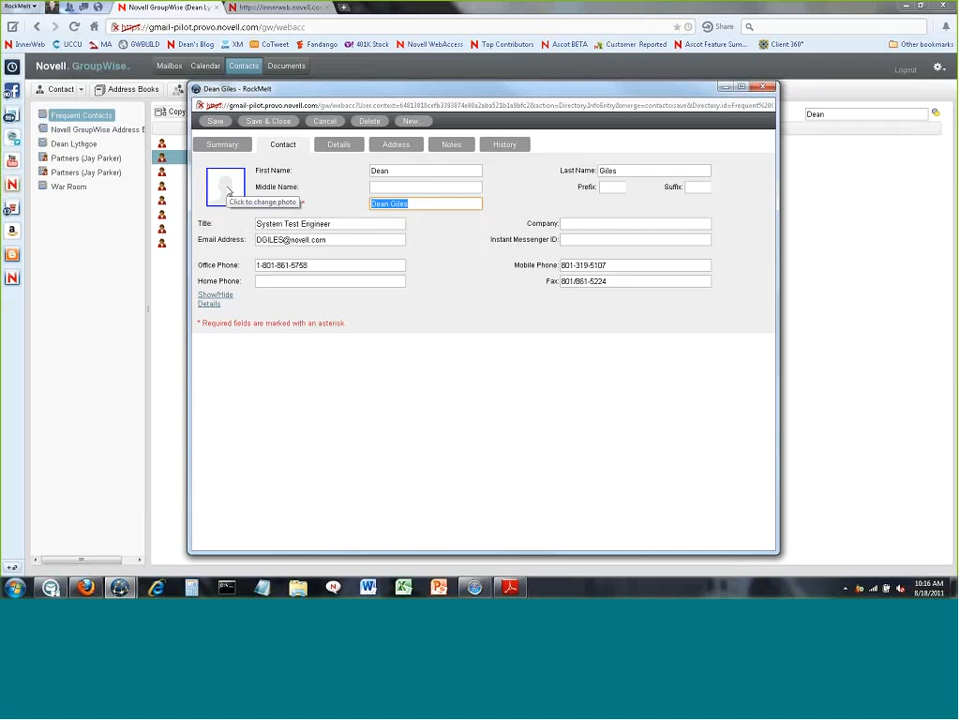 RockMelt
Novell GroupWise (Dean Ly
http://innerweb.novell.co
https://gmail-pilot.provo.novell.com/gw/webacc
Share
InnerWeb UCCU MA GWBUILD Dean's Blog XM CoTweet Fandango 401K Stock Novell WebAccess Top Contributors Ascot BETA Customer Reported Ascot Feature Sum... Client 360° Other bookmarks
Novell. GroupWise. Mailbox Calendar Contacts Documents
Logout
Contact Address Books
Dean Giles - RockMelt
Frequent Contacts
Novell GroupWise Address B
Dean Lythgoe
Partners (Jay Parker)
Partners (Jay Parker)
War Room
Copy
Dean
Save Save & Close Cancel Delete New...
Summary Contact Details Address Notes History
First Name: Dean Last Name: Giles
Middle Name: Prefix: Suffix:
Click to change photo * Dean Giles
Title: System Test Engineer Company:
Email Address: DGILES@novell.com Instant Messenger ID:
Office Phone: 1-801-861-5758 Mobile Phone: 801-319-5107
Home Phone: Fax: 801/861-5224
Show/Hide
Details
* Required fields are marked with an asterisk.
10:16 AM
8/18/2011